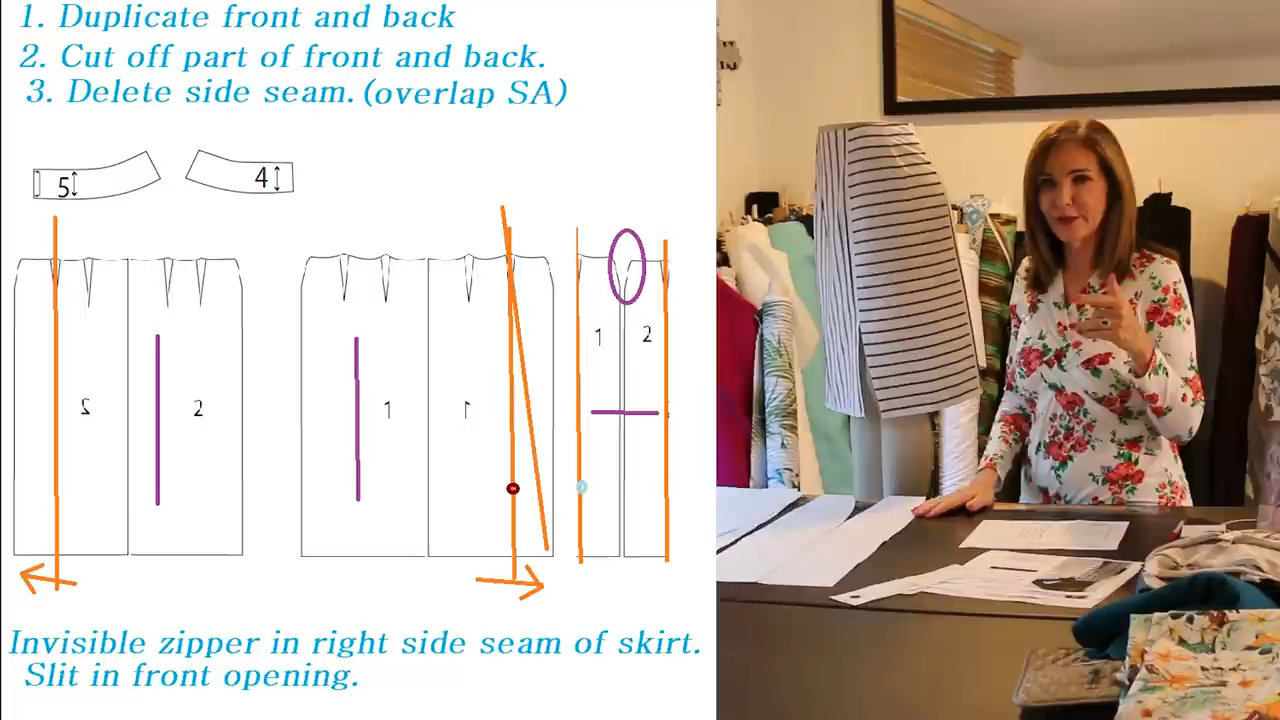 1. Duplicate front and back
2. Cut off part of front and back.
3. Delete side seam. (overlap SA)
5 4
1 2
2 2 1 1
Invisible zipper in right side seam of skirt.
Slit in front opening.